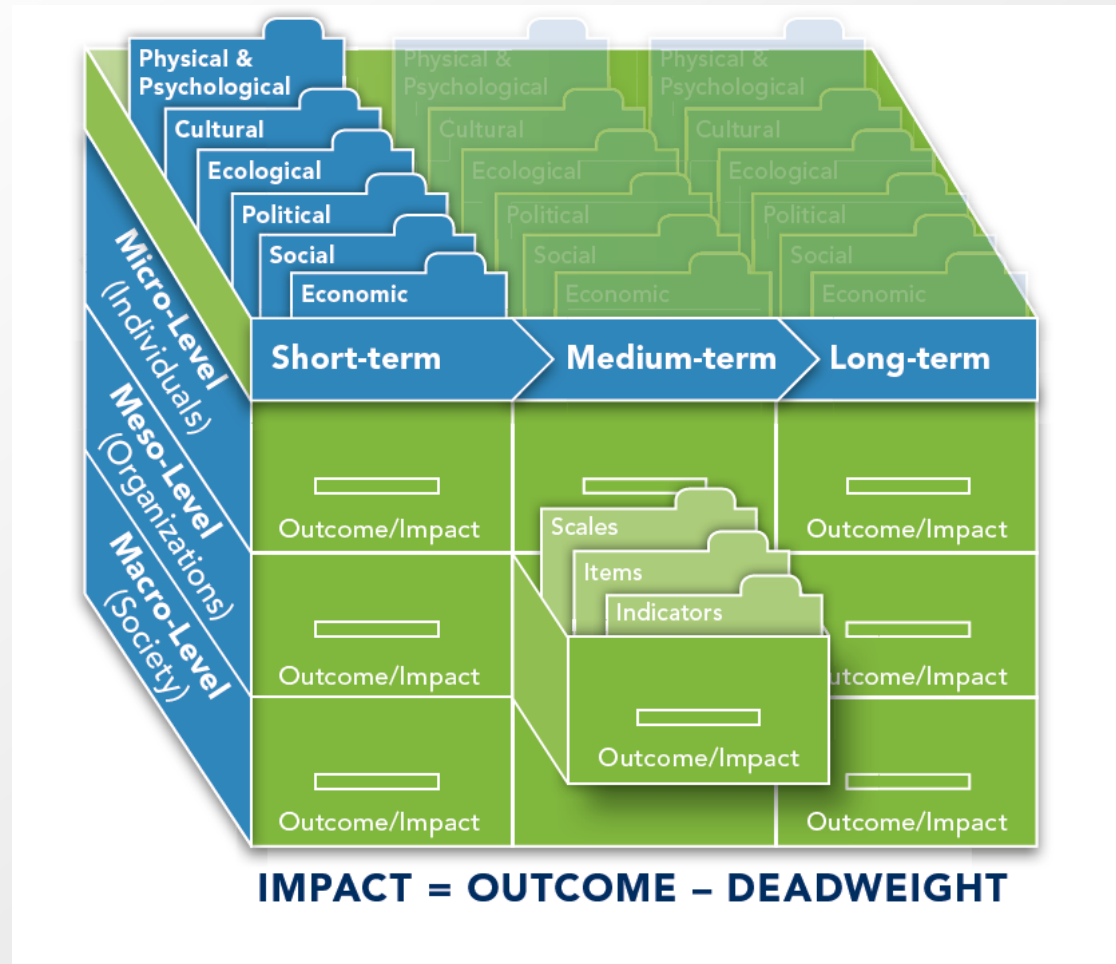 Physical &
Psychological
Cultural
Ecological
Political
Social
Economic
Physical &
Psychological
Cultural
Ecological
Political
Social
Economic
Physical &
Psychological
Cultural
Ecological
Political
Social
Economic
Micro-Level
(Individuals)
Meso-Level
(Organizations)
Macro-Level
(Society)
Short-term
Medium-term
Long-term
Outcome/Impact
Scales
Items
Indicators
Outcome/Impact
Outcome/Impact
Outcome/Impact
utcome/Impact
Outcome/Impact
Outcome/Impact
Outcome/Impact
IMPACT = OUTCOME – DEADWEIGHT